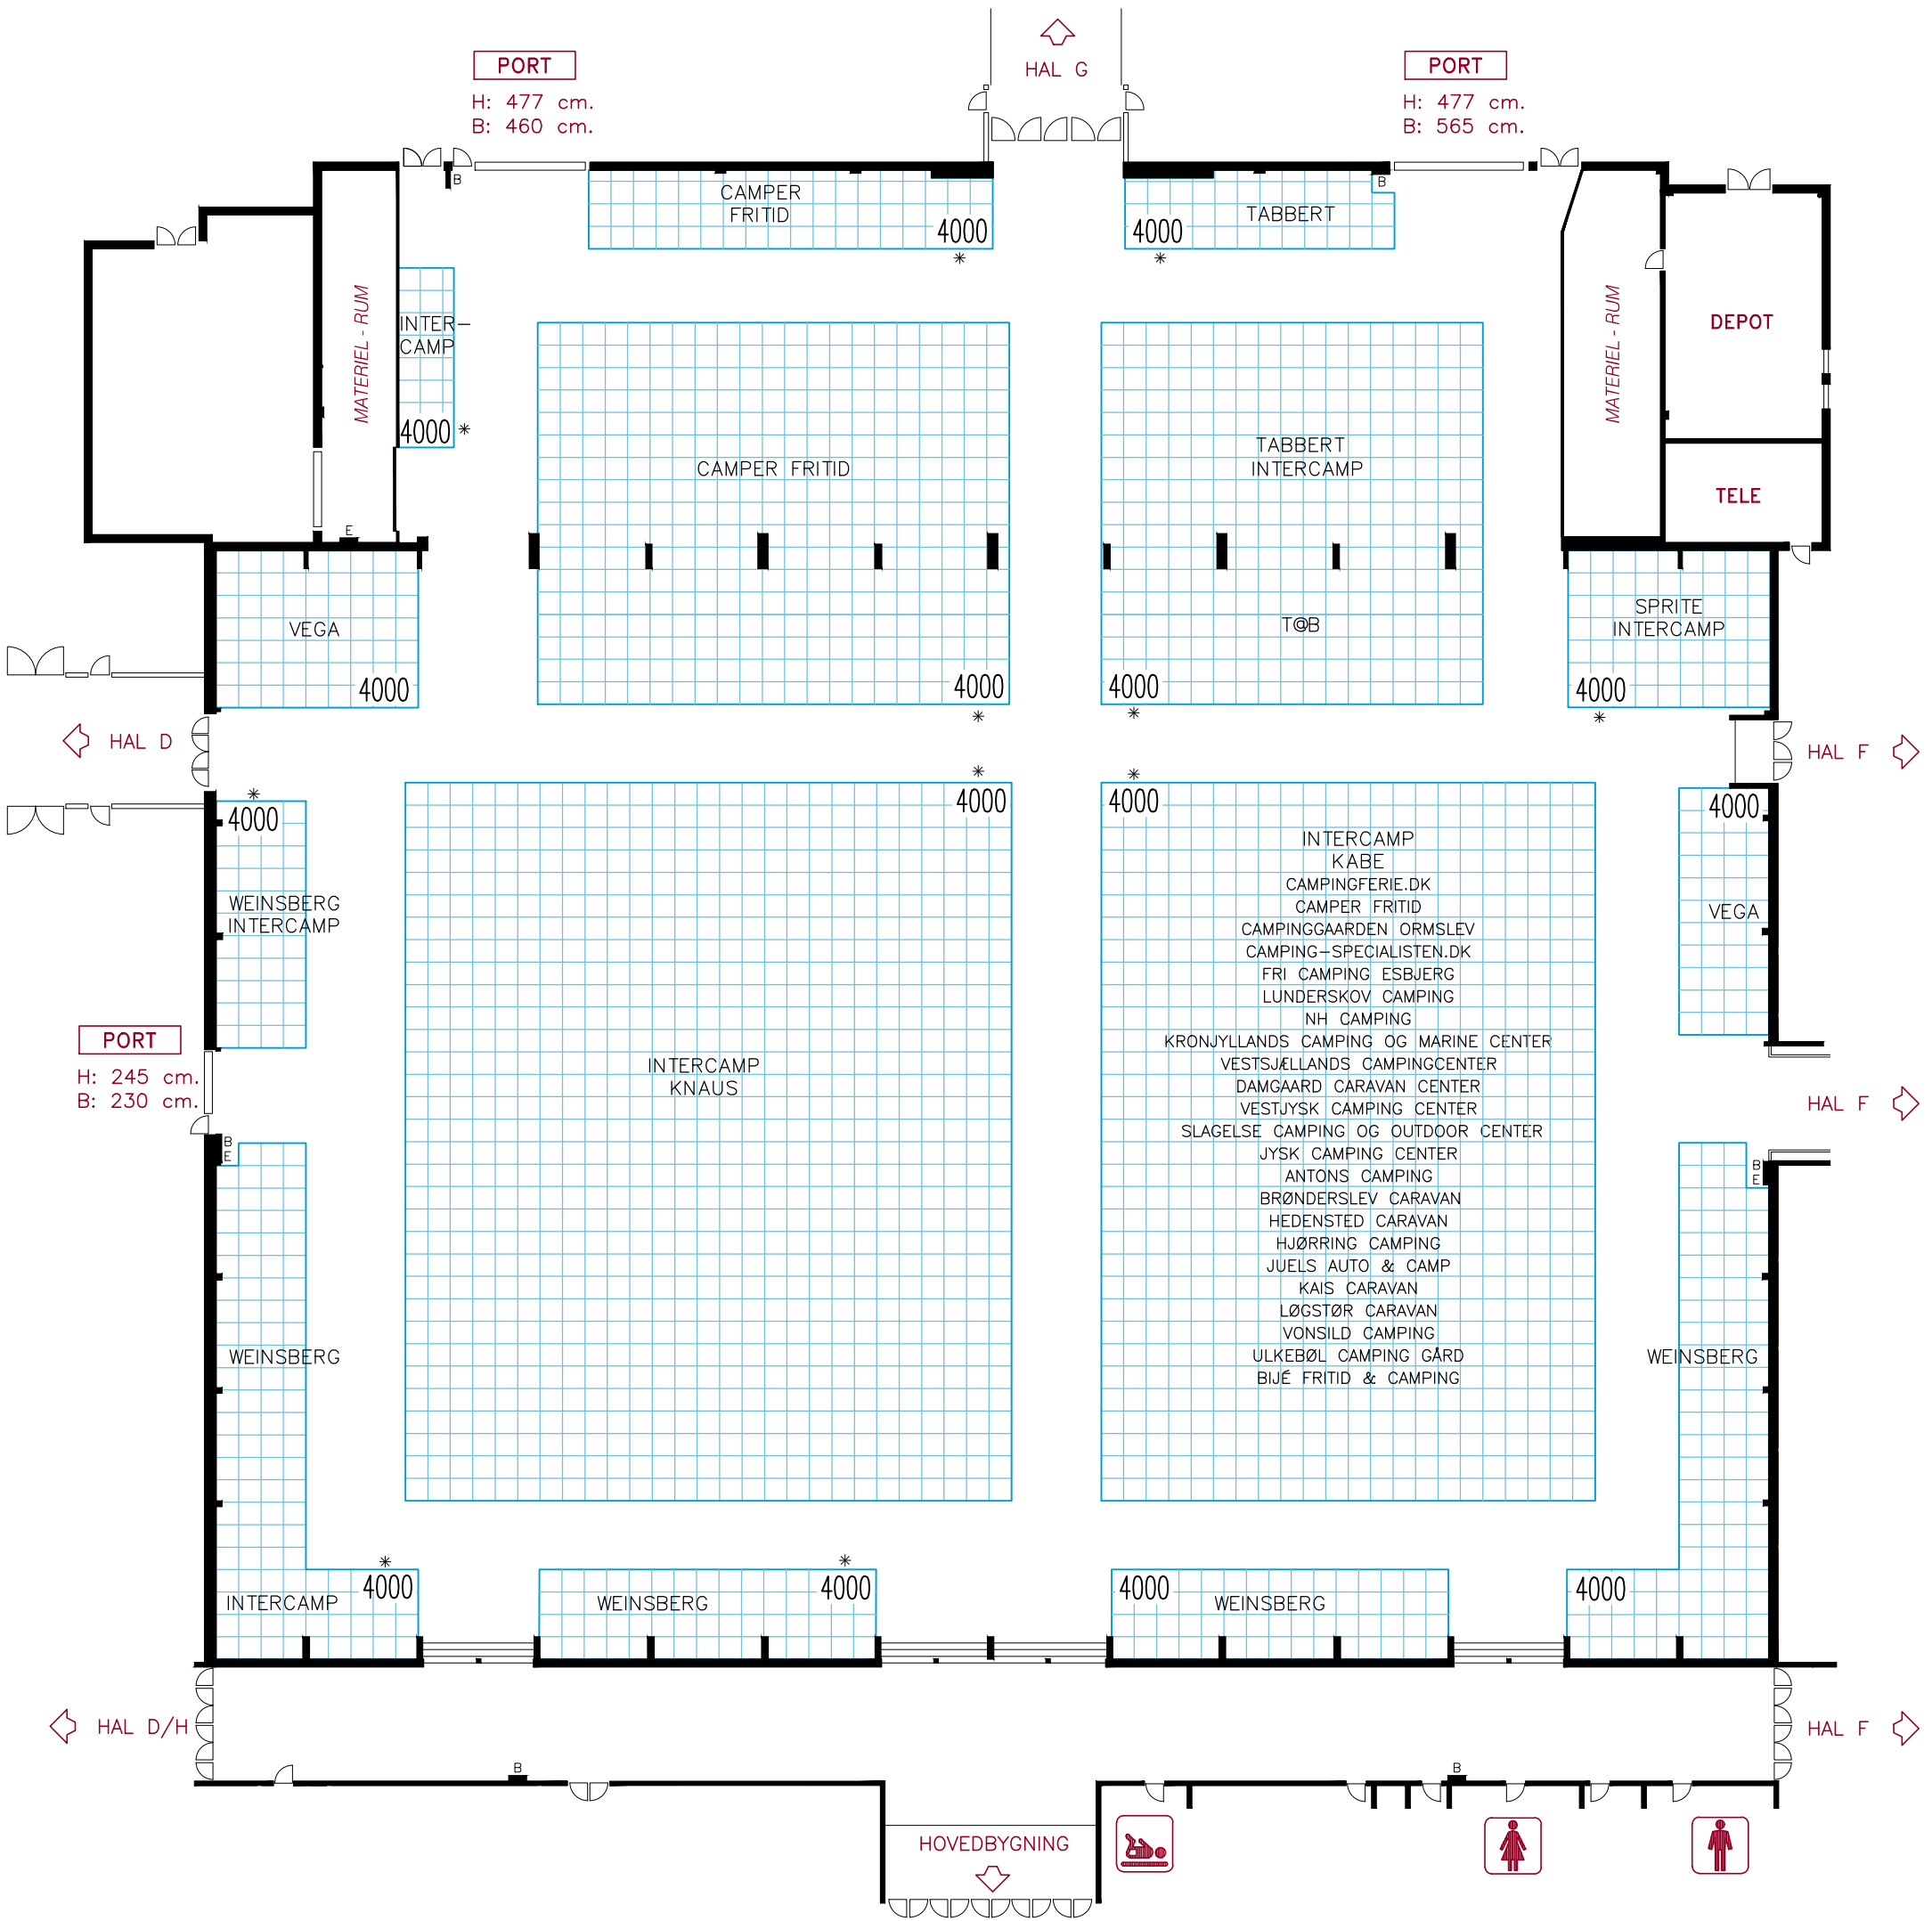 HAL G
PORT
H: 477 cm.
B: 460 cm.
PORT
H: 477 cm.
B: 565 cm.
B
B
CAMPER
FRITID
4000
*
TABBERT
4000
*
MATERIEL - RUM
INTER-
CAMP
4000 *
CAMPER FRITID
4000
*
TABBERT
INTERCAMP
T@B
4000
*
MATERIEL - RUM
DEPOT
TELE
E
VEGA
4000
SPRITE
INTERCAMP
4000
*
HAL D
HAL F
*
4000
WEINSBERG
INTERCAMP
*
4000
INTERCAMP
KNAUS
*
4000
INTERCAMP
KABE
CAMPINGFERIE.DK
CAMPER FRITID
CAMPINGGAARDEN ORMSLEV
CAMPING-SPECIALISTEN.DK
FRI CAMPING ESBJERG
LUNDERSKOV CAMPING
NH CAMPING
KRONJYLLANDS CAMPING OG MARINE CENTER
VESTSJÆLLANDS CAMPINGCENTER
DAMGAARD CARAVAN CENTER
VESTJYSK CAMPING CENTER
SLAGELSE CAMPING OG OUTDOOR CENTER
JYSK CAMPING CENTER
ANTONS CAMPING
BRØNDERSLEV CARAVAN
HEDENSTED CARAVAN
HJØRRING CAMPING
JUELS AUTO & CAMP
KAIS CARAVAN
LØGSTØR CARAVAN
VONSILD CAMPING
ULKEBØL CAMPING GÅRD
BIJÉ FRITID & CAMPING
4000
VEGA
PORT
H: 245 cm.
B: 230 cm.
HAL F
B
E
B
E
WEINSBERG
WEINSBERG
*
4000
INTERCAMP
*
4000
WEINSBERG
4000
WEINSBERG
4000
HAL D/H
HAL F
B
B
HOVEDBYGNING